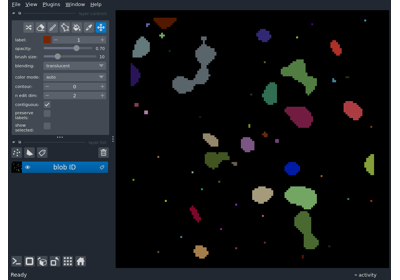 File View Plugins Window Help
label: 1
opacity: 0.70
brush size: 10
blending: translucent
color mode: auto
contour: 0
n edit dim: 2
contiguous:
preserve labels:
show selected:
blob ID
Ready
activity